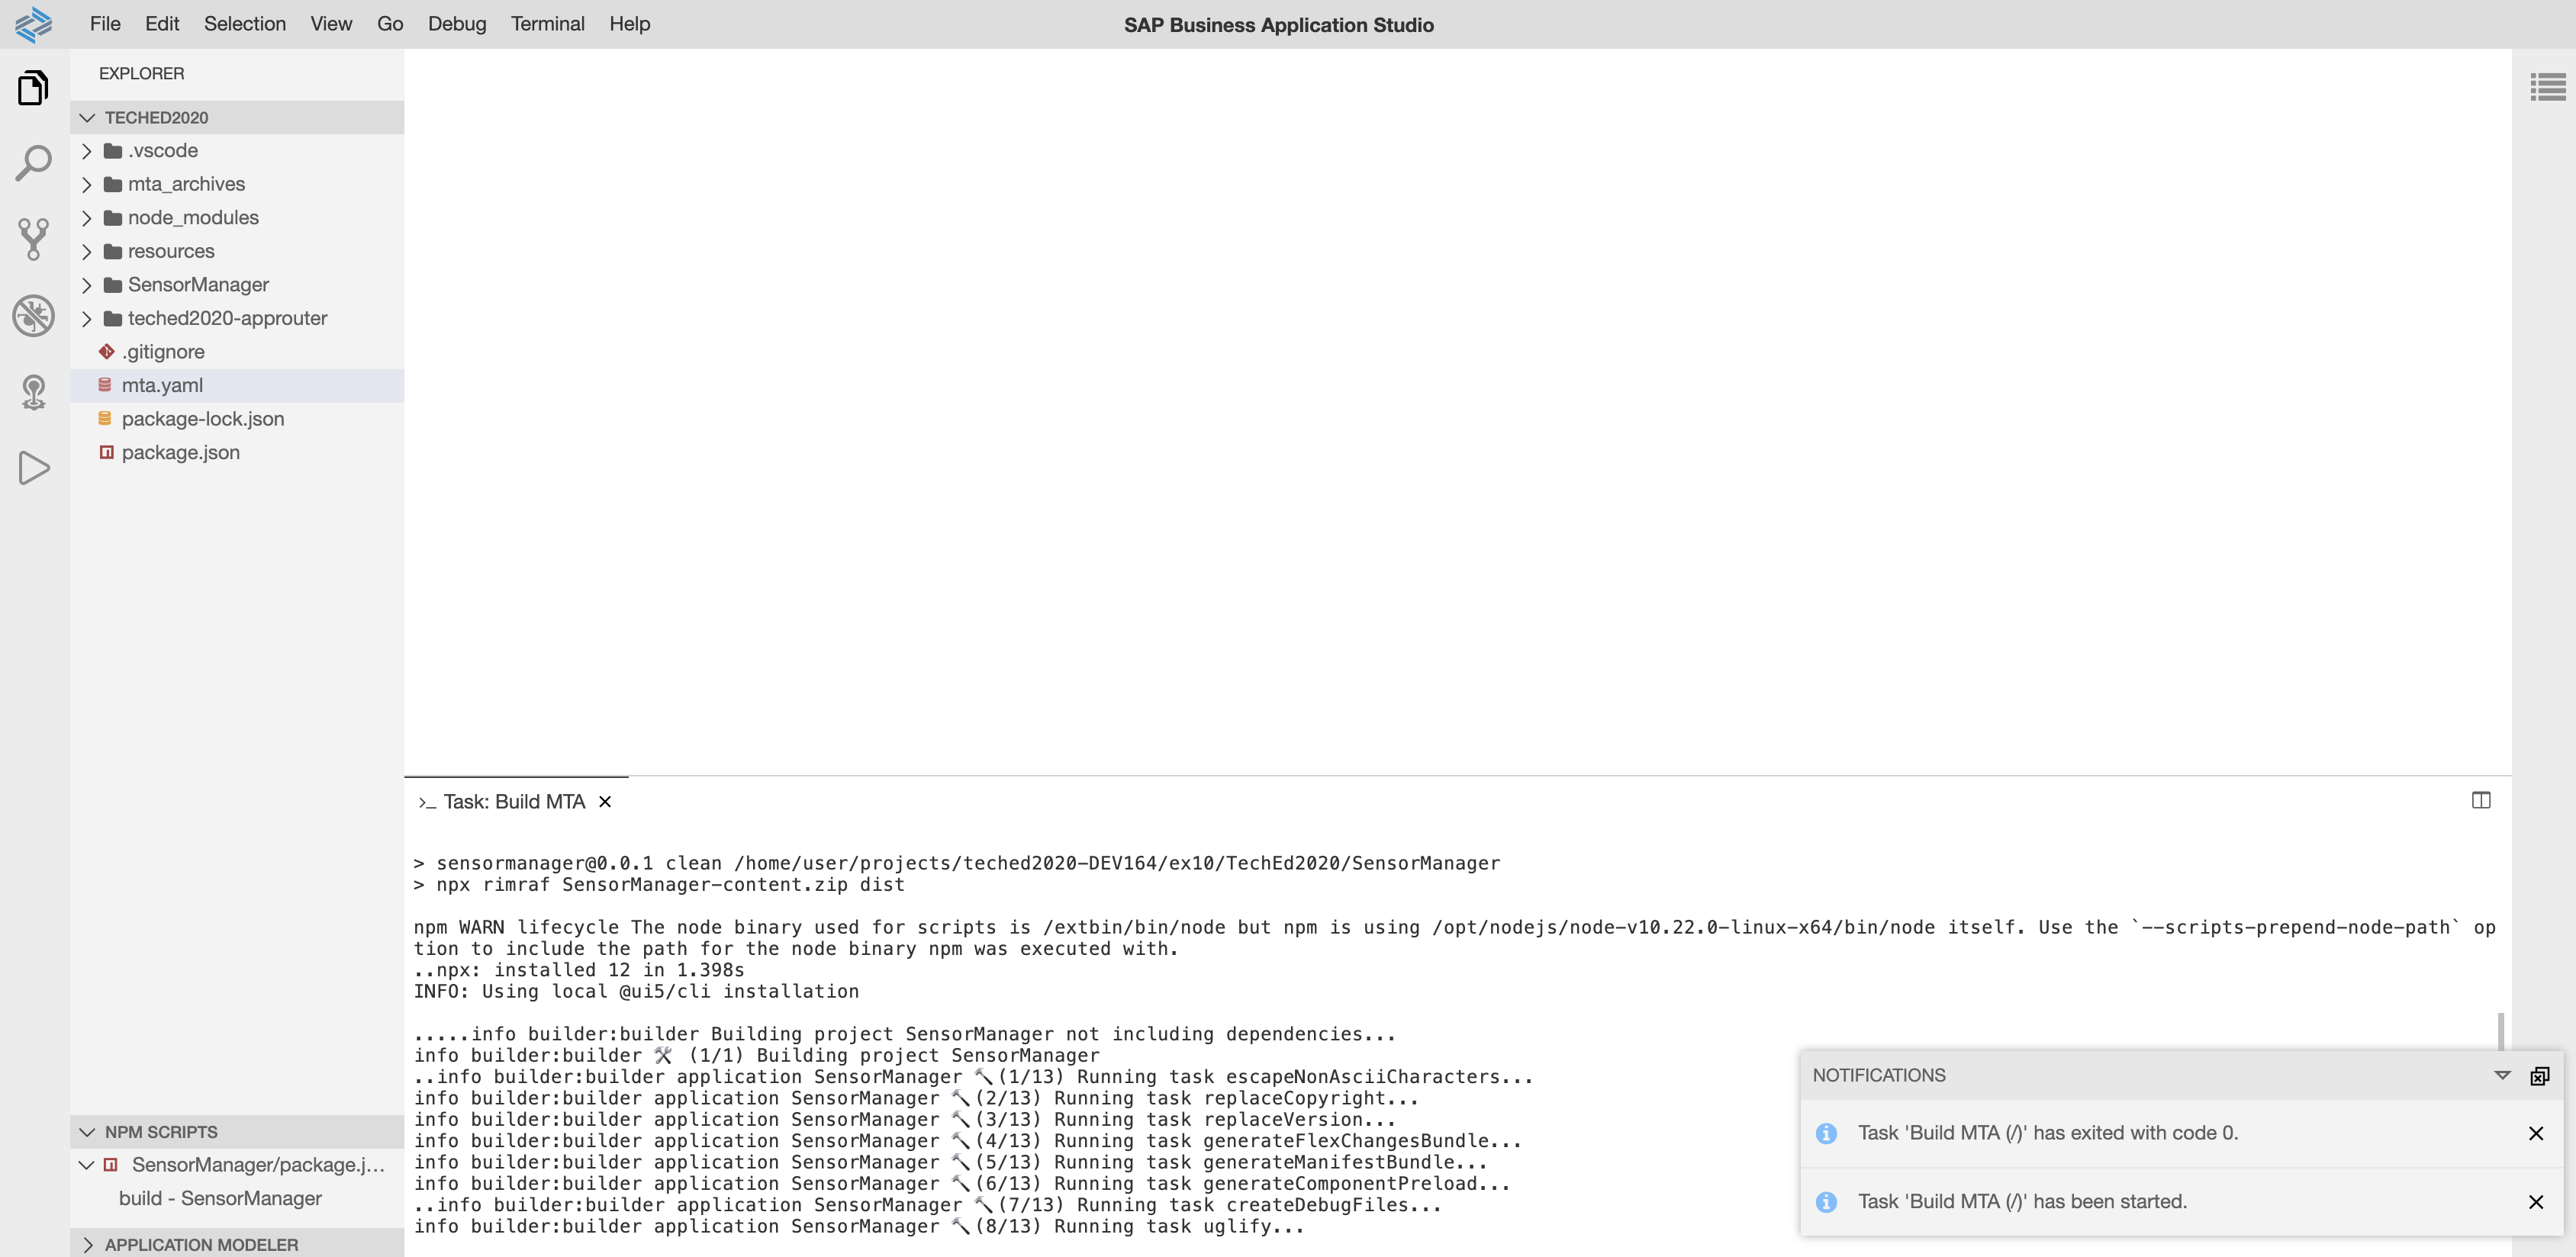 File Edit Selection View Go Debug Terminal Help
SAP Business Application Studio
EXPLORER
TECHED2020
.vscode
mta_archives
node_modules
resources
SensorManager
teched2020-approuter
.gitignore
mta.yaml
package-lock.json
package.json
NPM SCRIPTS
SensorManager/package.j...
build - SensorManager
APPLICATION MODELER
>_ Task: Build MTA
> sensormanager@0.0.1 clean /home/user/projects/teched2020-DEV164/ex10/TechEd2020/SensorManager
> npx rimraf SensorManager-content.zip dist
npm WARN lifecycle The node binary used for scripts is /extbin/bin/node but npm is using /opt/nodejs/node-v10.22.0-linux-x64/bin/node itself. Use the `--scripts-prepend-node-path` op
tion to include the path for the node binary npm was executed with.
..npx: installed 12 in 1.398s
INFO: Using local @ui5/cli installation
.....info builder:builder Building project SensorManager not including dependencies...
info builder:builder 🛠 (1/1) Building project SensorManager
..info builder:builder application SensorManager 🔨(1/13) Running task escapeNonAsciiCharacters...
info builder:builder application SensorManager 🔨(2/13) Running task replaceCopyright...
info builder:builder application SensorManager 🔨(3/13) Running task replaceVersion...
info builder:builder application SensorManager 🔨(4/13) Running task generateFlexChangesBundle...
info builder:builder application SensorManager 🔨(5/13) Running task generateManifestBundle...
info builder:builder application SensorManager 🔨(6/13) Running task generateComponentPreload...
..info builder:builder application SensorManager 🔨(7/13) Running task createDebugFiles...
info builder:builder application SensorManager 🔨(8/13) Running task uglify...
NOTIFICATIONS
Task 'Build MTA (/)' has exited with code 0.
Task 'Build MTA (/)' has been started.